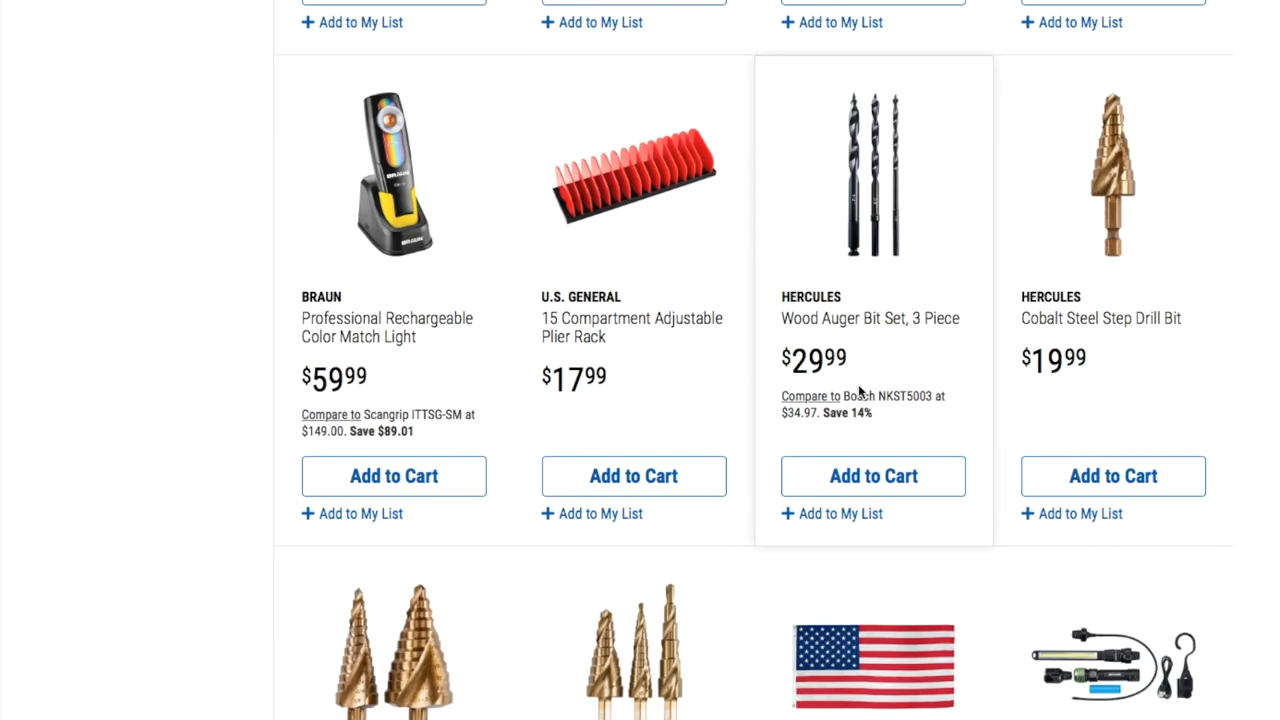 + Add to My List
+ Add to My List
+ Add to My List
+ Add to My List
BRAUN
BRAUN
BRAUN
Professional Rechargeable
Color Match Light
$59.99
Compare to Scangrip ITTSG-SM at
$149.00. Save $89.01
Add to Cart
+ Add to My List
U.S. GENERAL
15 Compartment Adjustable
Plier Rack
$17.99
Add to Cart
+ Add to My List
HERCULES
Wood Auger Bit Set, 3 Piece
$29.99
Compare to Bosch NKST5003 at
$34.97. Save 14%
Add to Cart
+ Add to My List
HERCULES
Cobalt Steel Step Drill Bit
$19.99
Add to Cart
+ Add to My List